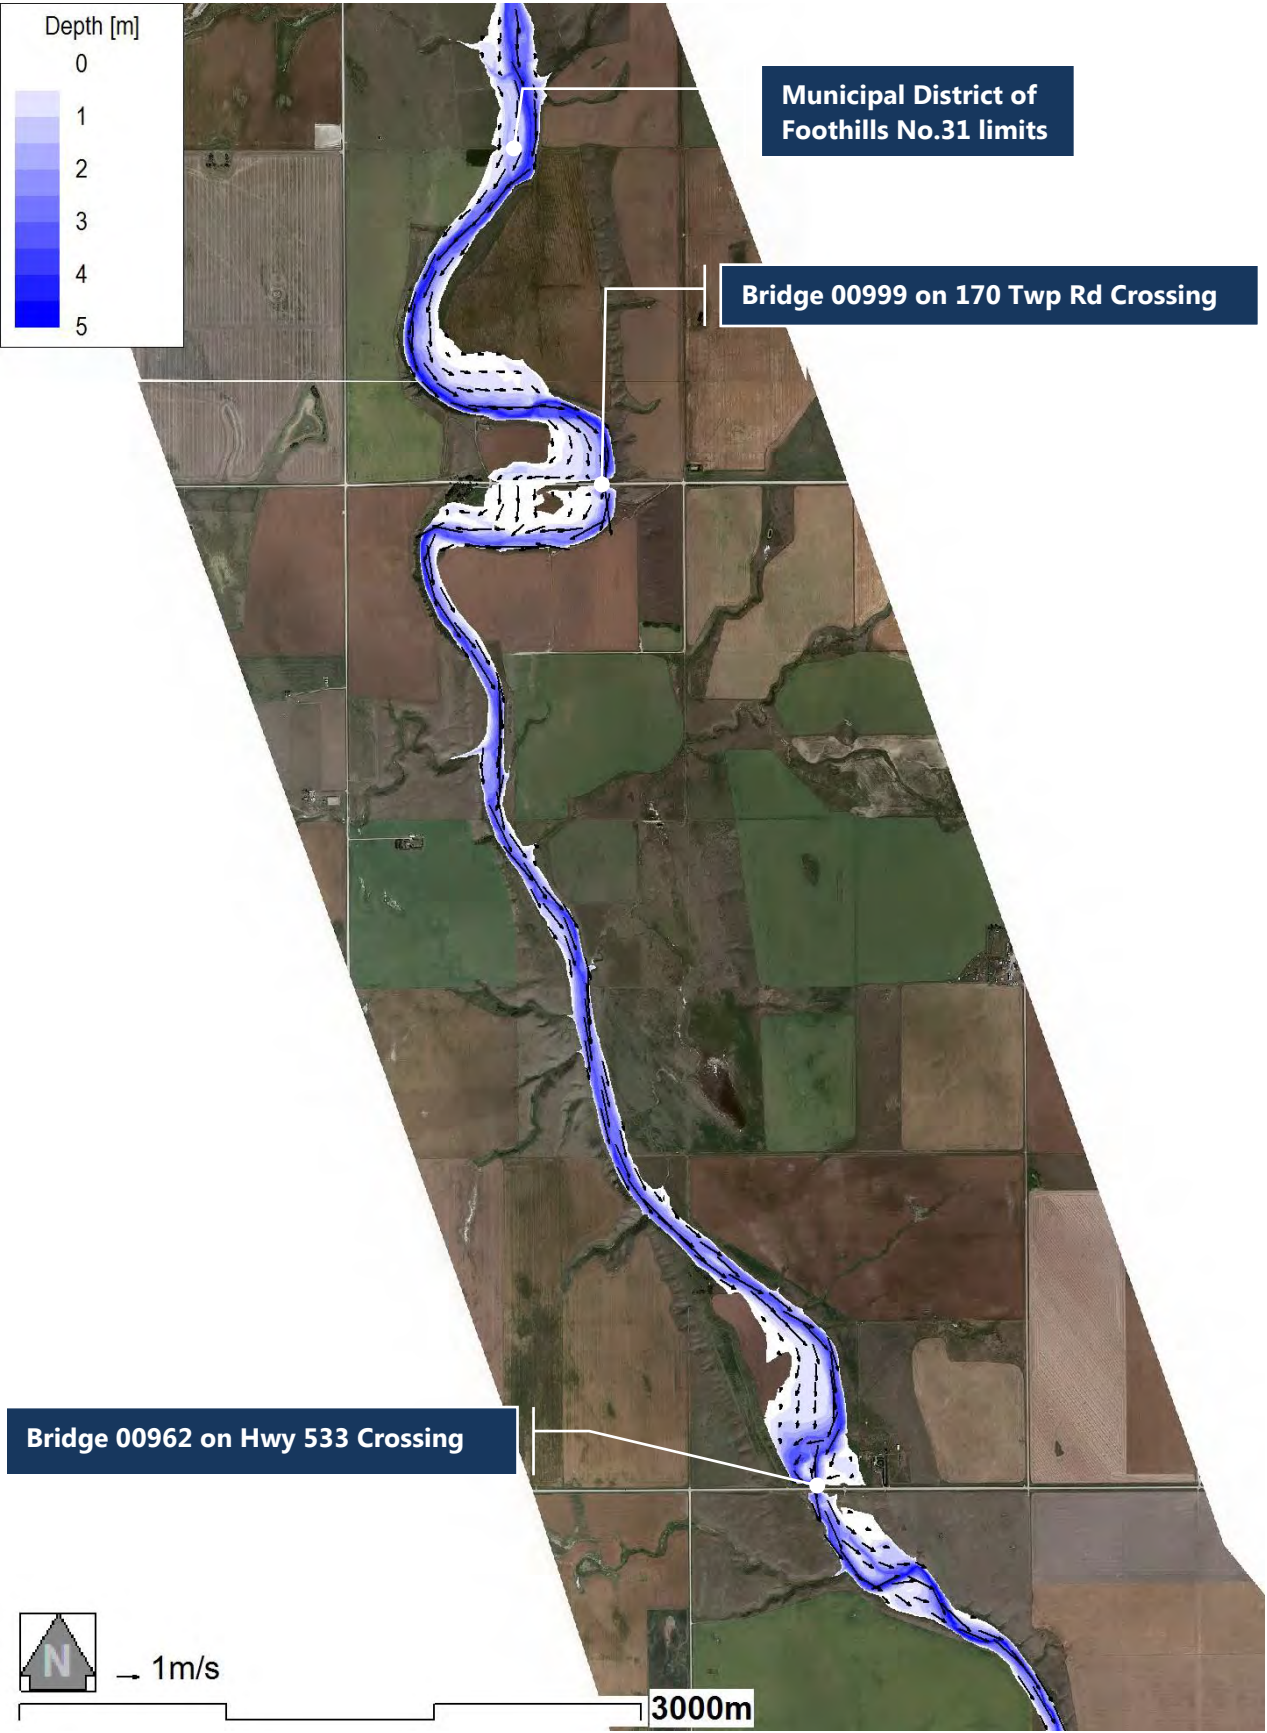 Depth [m]
0
1
2
3
4
5
Municipal District of
Foothills No.31 limits
Bridge 00999 on 170 Twp Rd Crossing
Bridge 00962 on Hwy 533 Crossing
N
1m/s
3000m